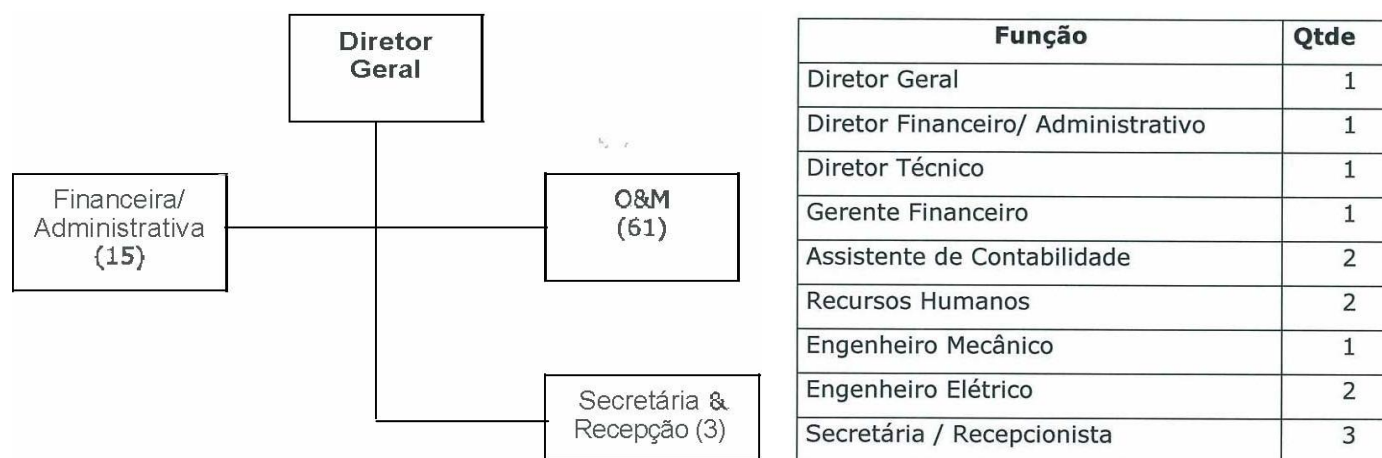 Diretor
Geral
Financeira/
Administrativa
(15)
O&M
(61)
Secretária &
Recepção (3)
Função Qtde
Diretor Geral 1
Diretor Financeiro/ Administrativo 1
Diretor Técnico 1
Gerente Financeiro 1
Assistente de Contabilidade 2
Recursos Humanos 2
Engenheiro Mecânico 1
Engenheiro Elétrico 2
Secretária / Recepcionista 3